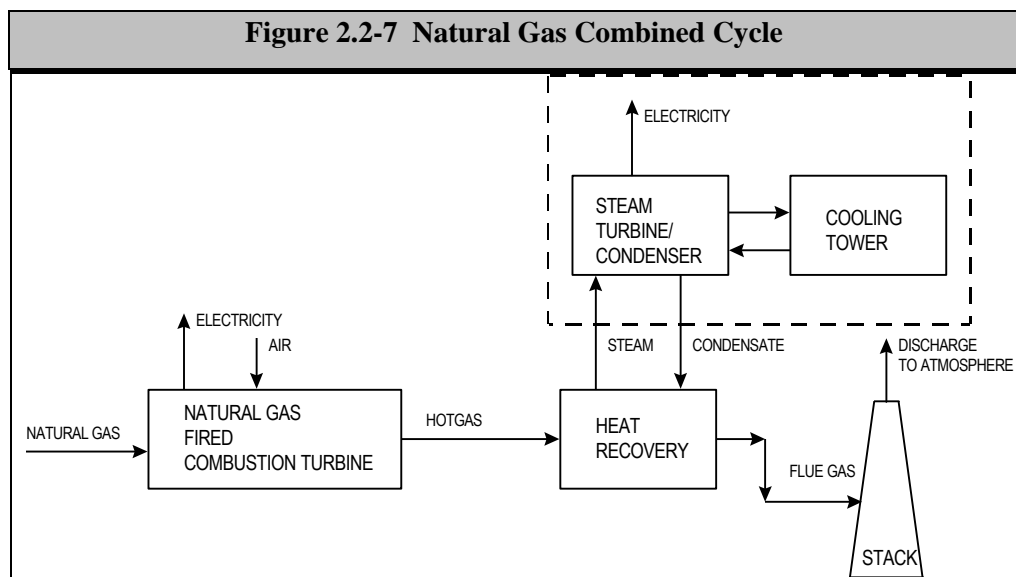 Figure 2.2-7 Natural Gas Combined Cycle
ELECTRICITY
STEAM
TURBINE/
CONDENSER
COOLING
TOWER
ELECTRICITY
AIR
STEAM
CONDENSATE
DISCHARGE
TO ATMOSPHERE
NATURAL GAS
NATURAL GAS
FIRED
COMBUSTION TURBINE
HOTGAS
HEAT
RECOVERY
FLUE GAS
STACK